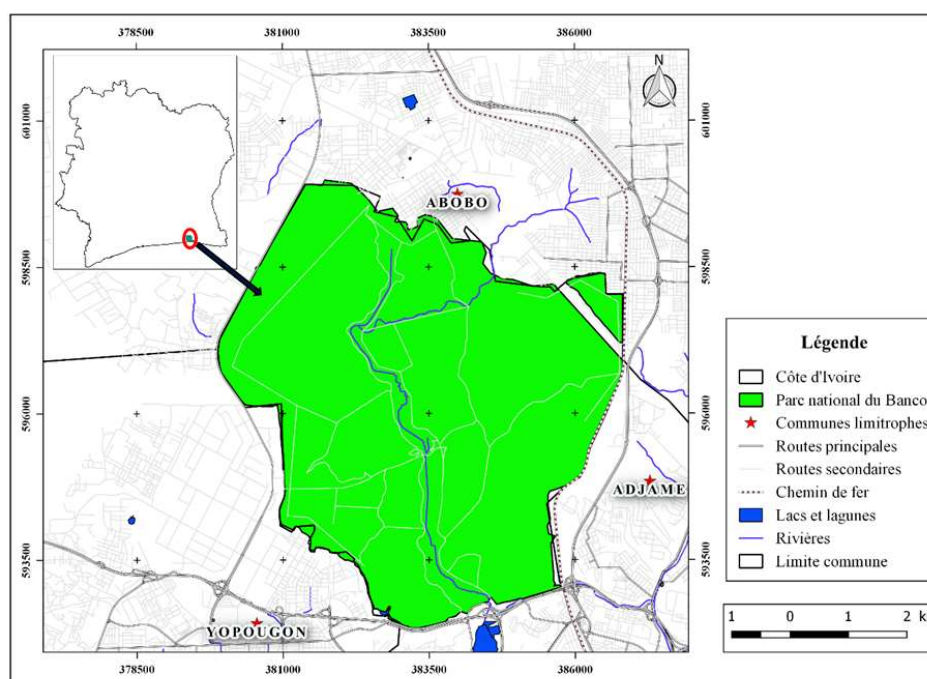 378500 381000 383500 386000
N
601000 601000
ABOBO
598500 598500
Légende
Côte d'Ivoire
Parc national du Banco
Communes limitrophes
596000 596000
Routes principales
Routes secondaires
ADJAME
Chemin de fer
Lacs et lagunes
Rivières
593500 593500
Limite commune
1 0 1 2 k
YOPOUGON
378500 381000 383500 386000